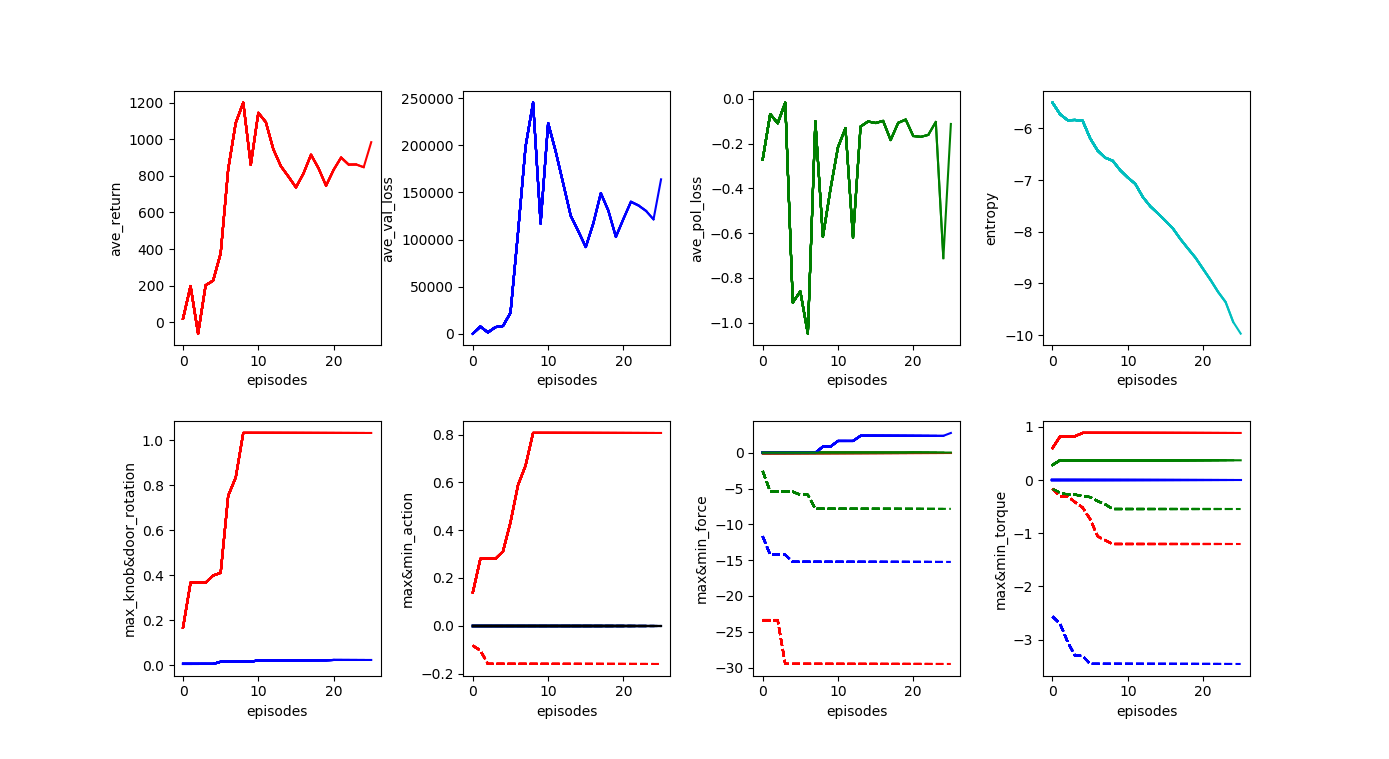 ave_return
1200
1000
800
600
400
200
0
0 10 20
episodes
ave_val_loss
250000
200000
150000
100000
50000
0
0 10 20
episodes
ave_pol_loss
0.0
−0.2
−0.4
−0.6
−0.8
−1.0
0 10 20
episodes
entropy
−6
−7
−8
−9
−10
0 10 20
episodes
max_knob&door_rotation
1.0
0.8
0.6
0.4
0.2
0.0
0 10 20
episodes
max&min_action
0.8
0.6
0.4
0.2
0.0
−0.2
0 10 20
episodes
max&min_force
0
−5
−10
−15
−20
−25
−30
0 10 20
episodes
max&min_torque
1
0
−1
−2
−3
0 10 20
episodes